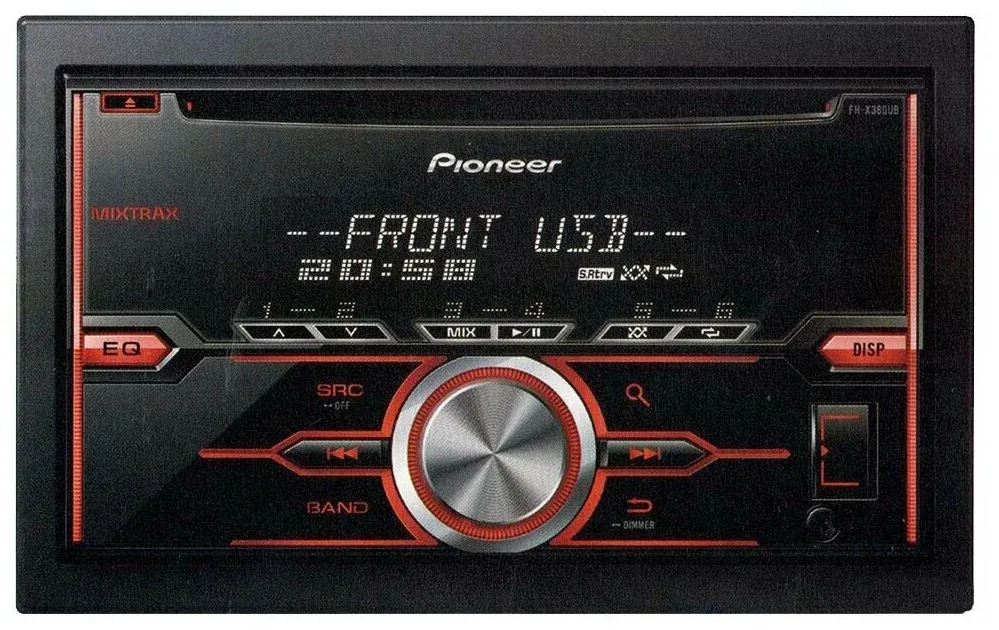 FH-X380UB
Pioneer
MIXTRAX
--FRONT USB--
20:58 S.Rtrv
1 — 2 3 — 4 5 — 6
MIX
EQ
DISP
SRC
OFF
BAND
DIMMER